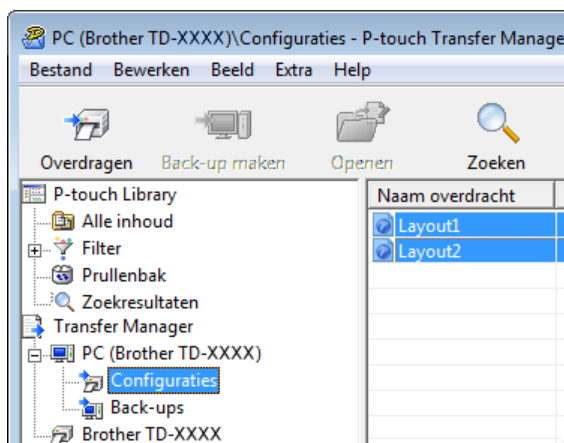 PC (Brother TD-XXXX)\Configuraties - P-touch Transfer Manage
Bestand Bewerken Beeld Extra Help
Overdragen Back-up maken Openen Zoeken
P-touch Library
Alle inhoud
Filter
Prullenbak
Zoekresultaten
Transfer Manager
PC (Brother TD-XXXX)
Configuraties
Back-ups
Brother TD-XXXX
Naam overdracht
Layout1
Layout2